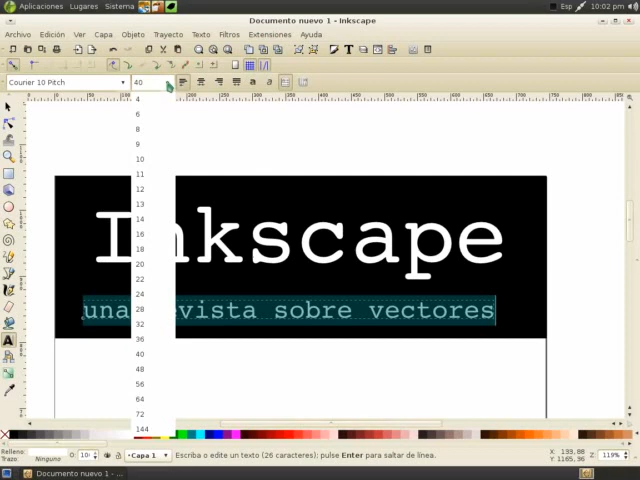 Aplicaciones Lugares Sistema Esp 10:02 pm
Documento nuevo 1 - Inkscape
Archivo Edición Ver Capa Objeto Trayecto Texto Filtros Extensiones Ayuda
Courier 10 Pitch 40
4
6
8
9
10
11
12
13
14
16
18
20
22
24
28
32
36
40
48
56
64
72
144
Inkscape
una revista sobre vectores
Relleno:
Trazo: Ninguno
O: 10
•Capa 1
Escriba o edite un texto (26 caracteres); pulse Enter para saltar de línea.
X: 133,88
Y: 1165,36
Z: 119%
Documento nuevo 1 - ...